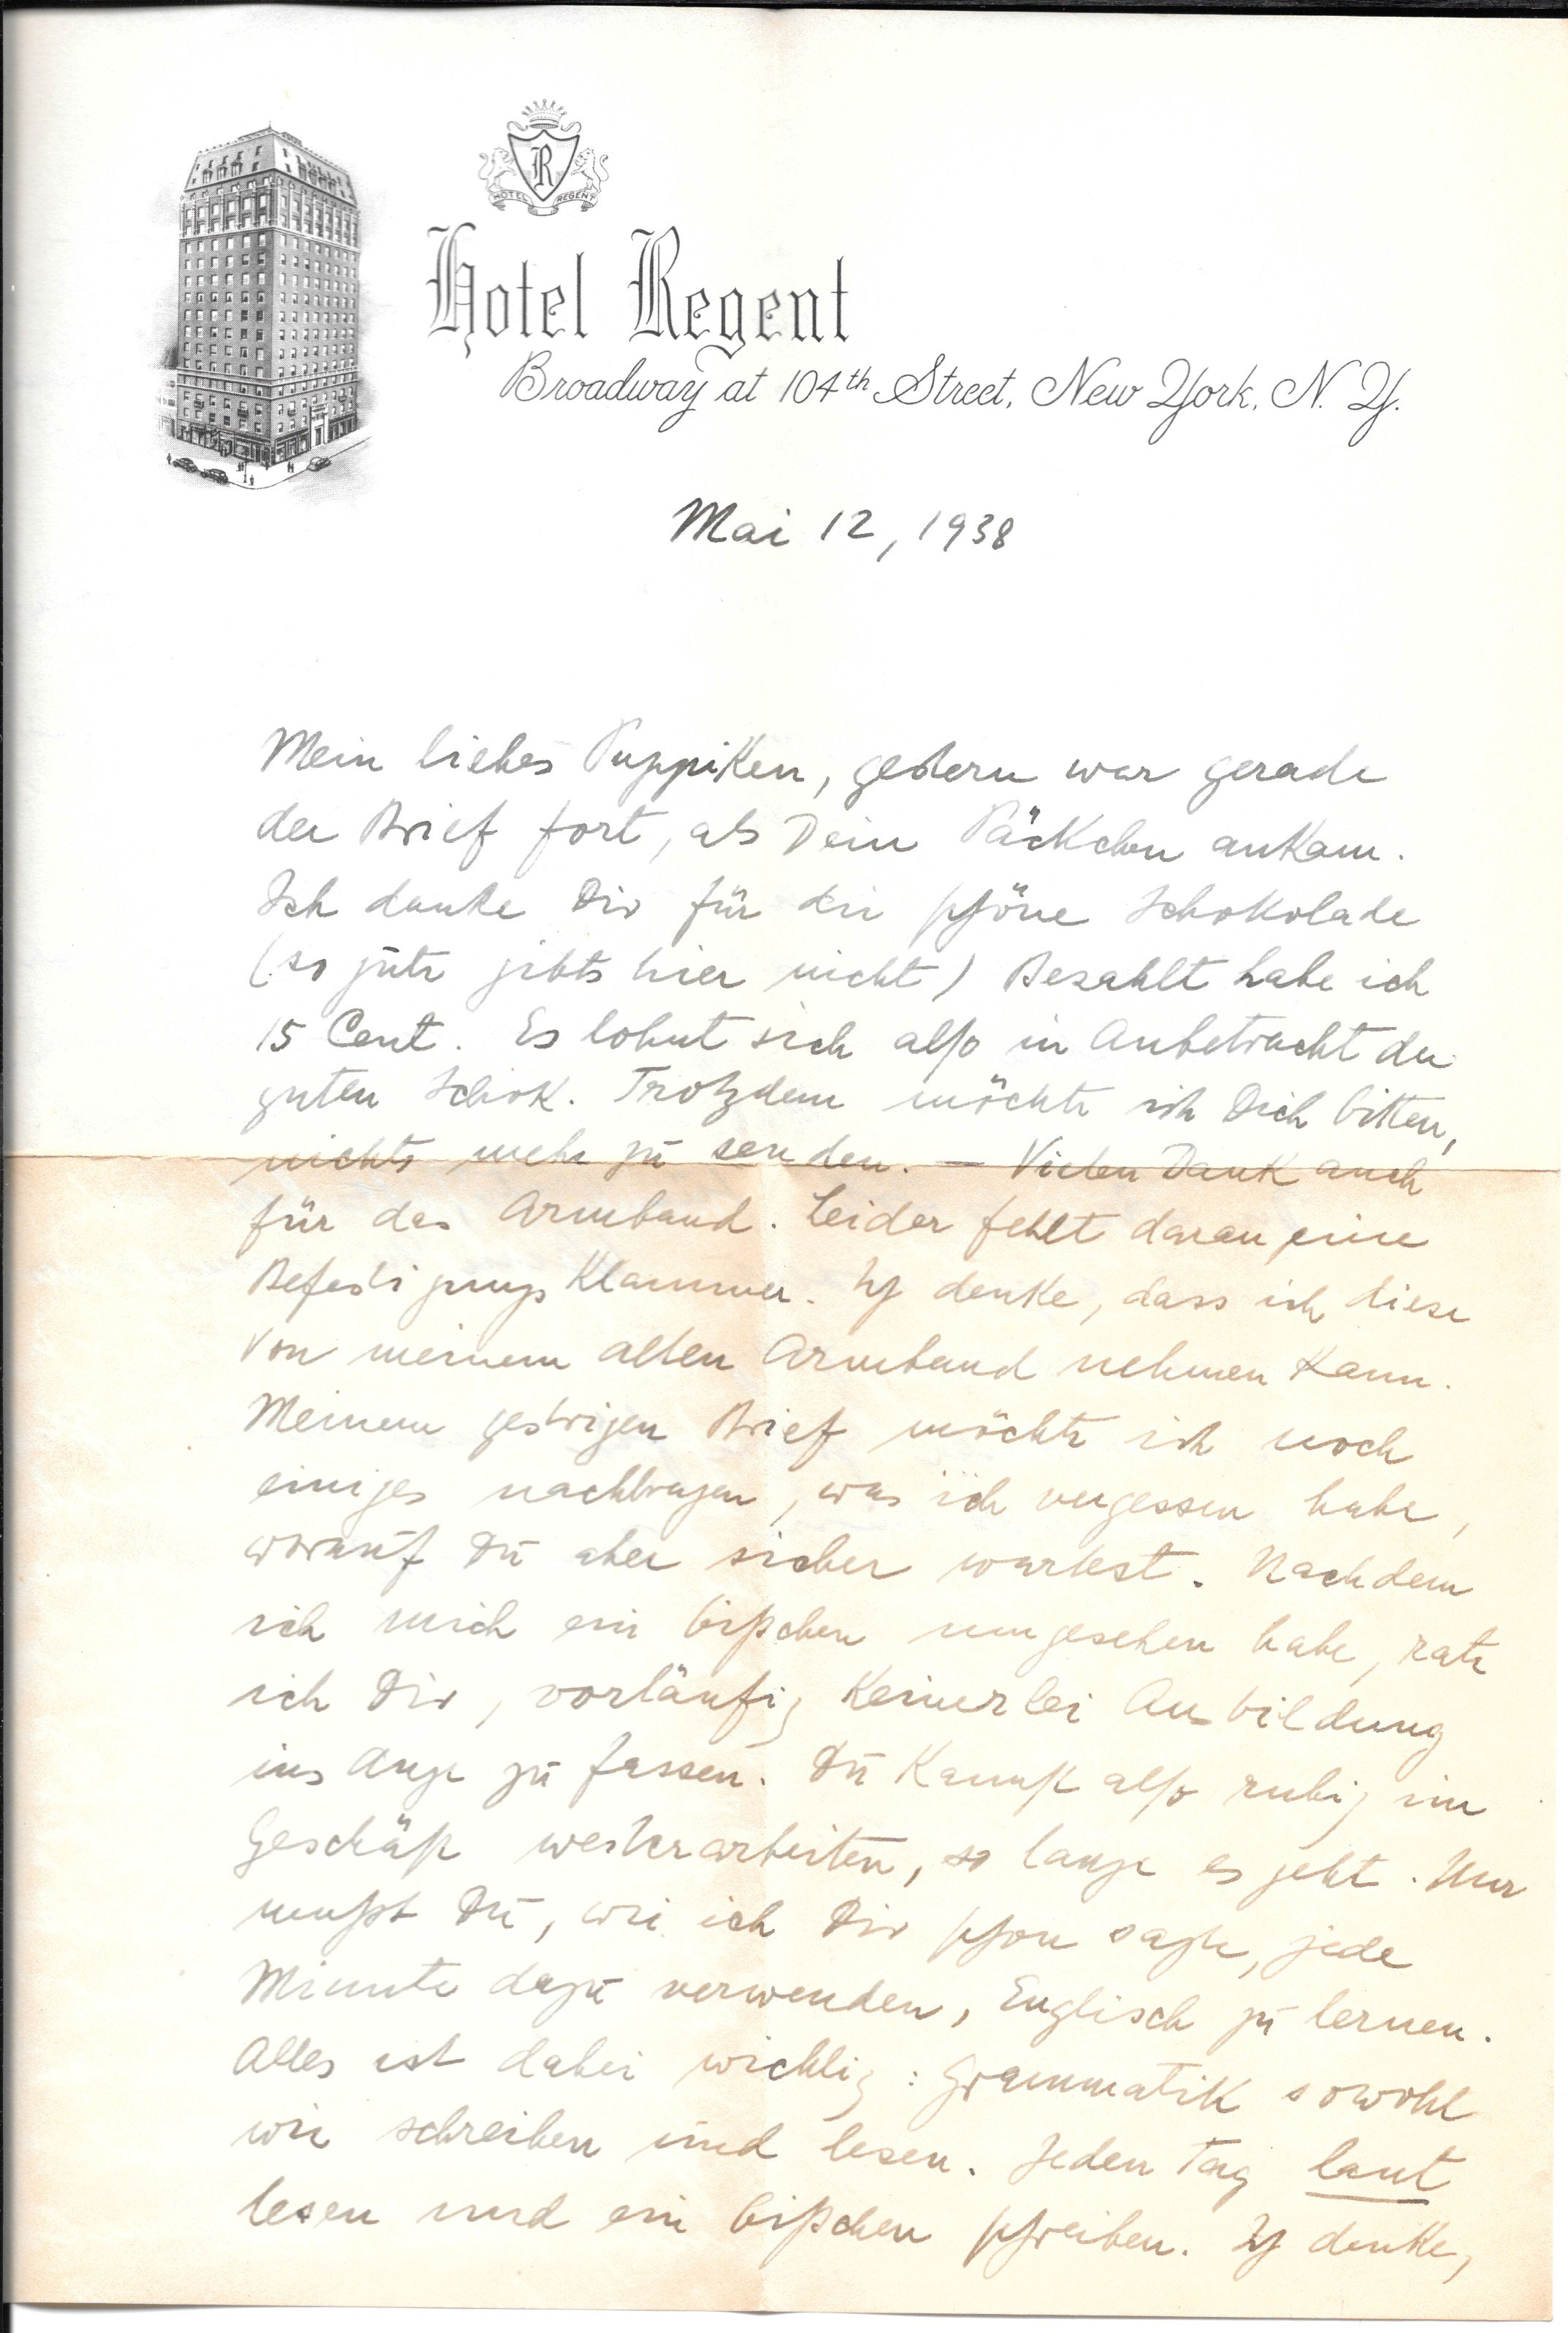 R
HOTEL REGENT
Hotel Regent
Broadway at 104th Street, New York, N. Y.
Mai 12, 1938
Mein liebes Puppiken, gestern war gerade
der Brief fort, als Dein Päckchen ankam.
Ich danke Dir für die schöne Schokolade
(so gute gibts hier nicht) Bezahlt habe ich
15 Cent. Es lohnt sich also in Anbetracht der
guten Schok. Trotzdem möchte ich Dich bitten,
nichts mehr zu senden. — Vielen Dank auch
für das Armband. Leider fehlt daran eine
Befestigungsklammer. Ich denke, dass ich diese
von meinem alten Armband nehmen kann.
Meinem gestrigen Brief möchte ich noch
einiges nachtragen, was ich vergessen habe,
worauf Du aber sicher wartest. Nachdem
ich mich ein bißchen umgesehen habe, rate
ich Dir, vorläufig keinerlei Ausbildung
ins Auge zu fassen. Du kannst also ruhig im
Geschäft weiterarbeiten, so lange es geht. Nur
mußt Du, wie ich Dir schon sagte, jede
Minute dazu verwenden, Englisch zu lernen.
Alles ist dabei wichtig: Grammatik sowohl
wie schreiben und lesen. Jeden Tag laut
lesen und ein bißchen schreiben. Ich denke,